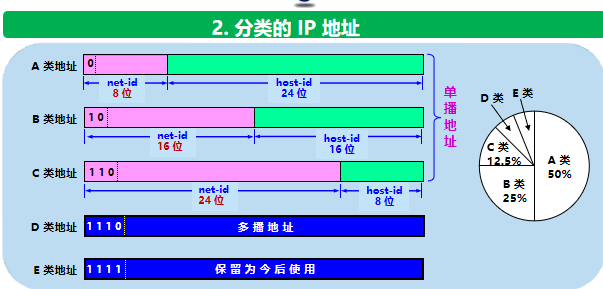 2. 分类的 IP 地址
A 类地址
0
net-id
8 位
host-id
24 位
B 类地址
1 0
net-id
16 位
host-id
16 位
C 类地址
1 1 0
net-id
24 位
host-id
8 位
D 类地址
1 1 1 0
多 播 地 址
E 类地址
1 1 1 1
保 留 为 今 后 使 用
单播地址
D 类
E 类
C 类
12.5%
A 类
50%
B 类
25%